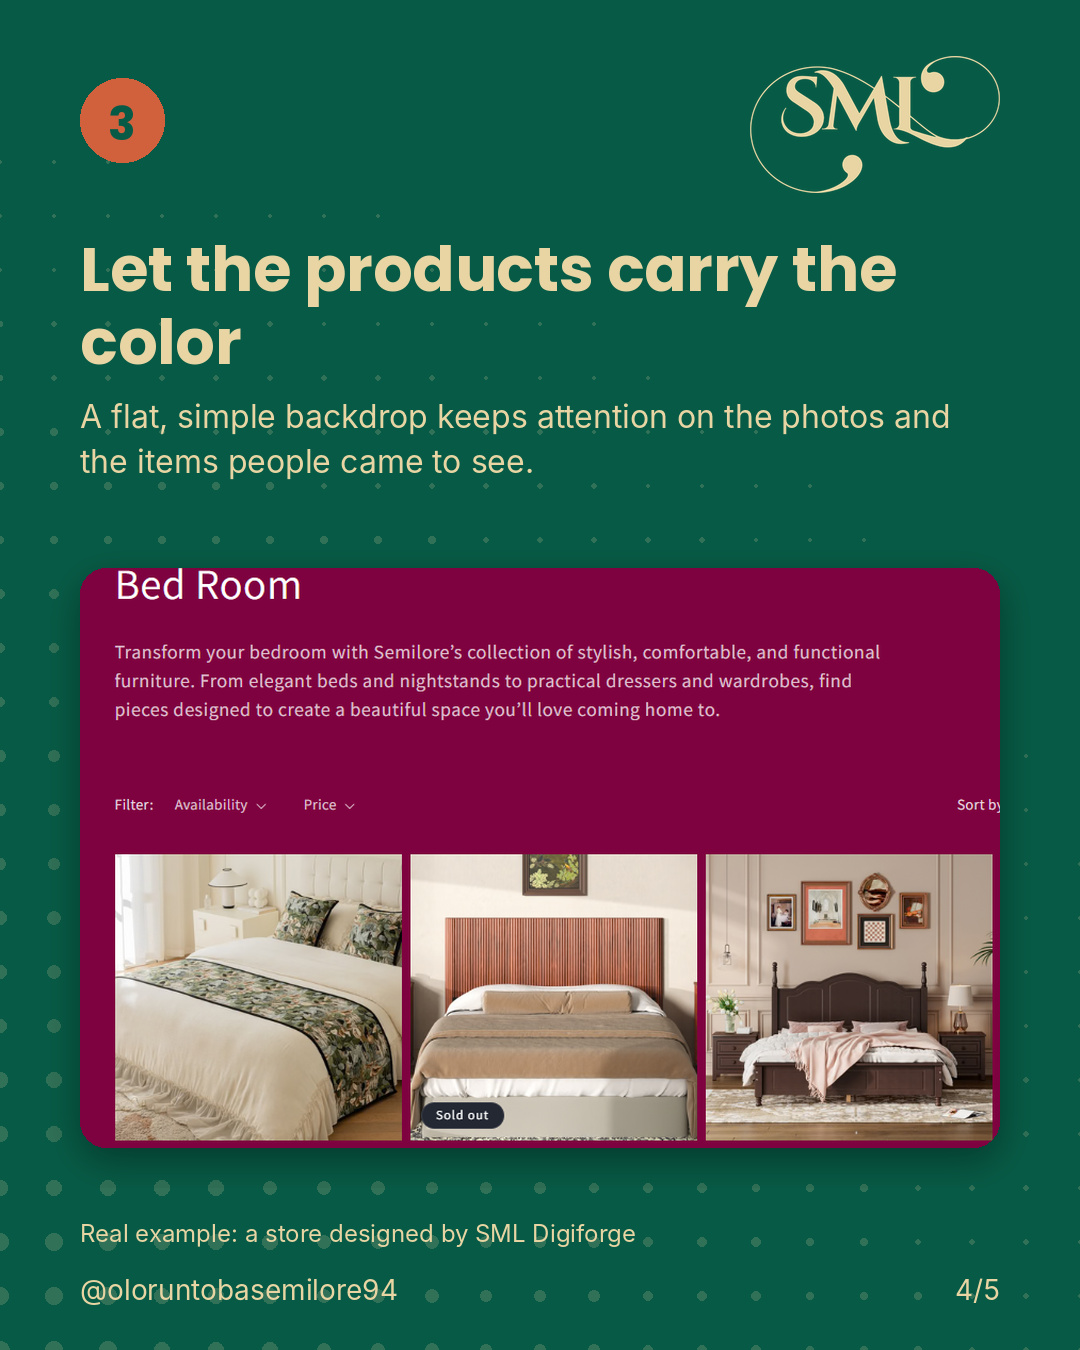 3
SML
Let the products carry the
color
A flat, simple backdrop keeps attention on the photos and
the items people came to see.
Bed Room
Transform your bedroom with Semilore’s collection of stylish, comfortable, and functional
furniture. From elegant beds and nightstands to practical dressers and wardrobes, find
pieces designed to create a beautiful space you’ll love coming home to.
Filter: Availability Price Sort by
Sold out
Real example: a store designed by SML Digiforge
@oloruntobasemilore94 4/5